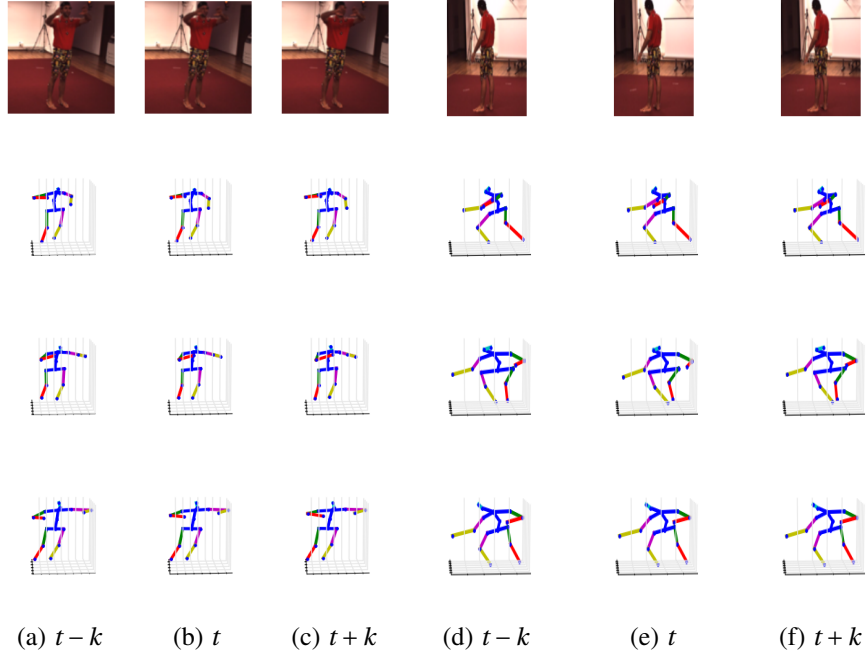 (a) t − k (b) t (c) t + k (d) t − k (e) t (f) t + k